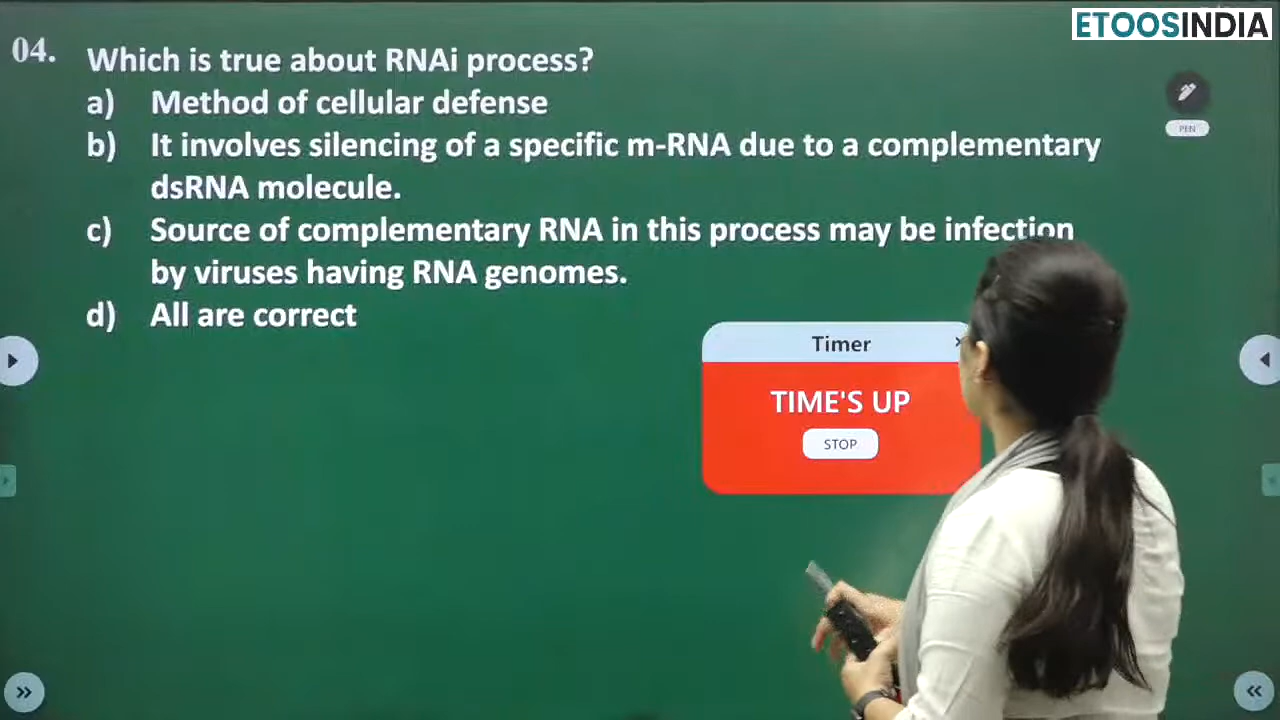 ETOOSINDIA
04. Which is true about RNAi process?
a) Method of cellular defense
b) It involves silencing of a specific m-RNA due to a complementary
dsRNA molecule.
c) Source of complementary RNA in this process may be infection
by viruses having RNA genomes.
d) All are correct
PEN
Timer
TIME'S UP
STOP